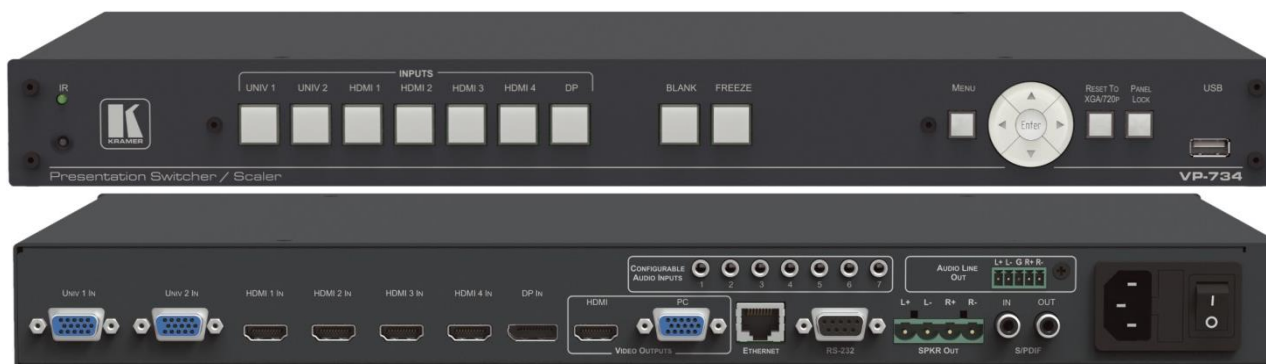 INPUTS
IR
UNIV 1 UNIV 2 HDMI 1 HDMI 2 HDMI 3 HDMI 4 DP BLANK FREEZE
MENU
RESET TO XGA/720P
PANEL LOCK
USB
K
KRAMER
Enter
Presentation Switcher / Scaler
VP-734
CONFIGURABLE AUDIO INPUTS
1 2 3 4 5 6 7
AUDIO LINE OUT
L+ L- G R+ R-
UNIV 1 IN UNIV 2 IN HDMI 1 IN HDMI 2 IN HDMI 3 IN HDMI 4 IN DP IN
HDMI PC
VIDEO OUTPUTS
ETHERNET
RS-232
L+ L- R+ R-
SPKR OUT
IN OUT
S/PDIF
I
O